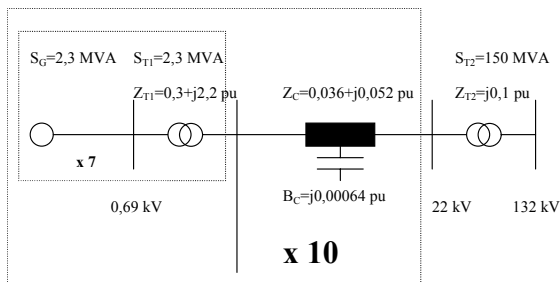 S_G=2,3 MVA S_T1=2,3 MVA S_T2=150 MVA
Z_T1=0,3+j2,2 pu Z_C=0,036+j0,052 pu Z_T2=j0,1 pu
x 7
B_C=j0,00064 pu
0,69 kV 22 kV 132 kV
x 10